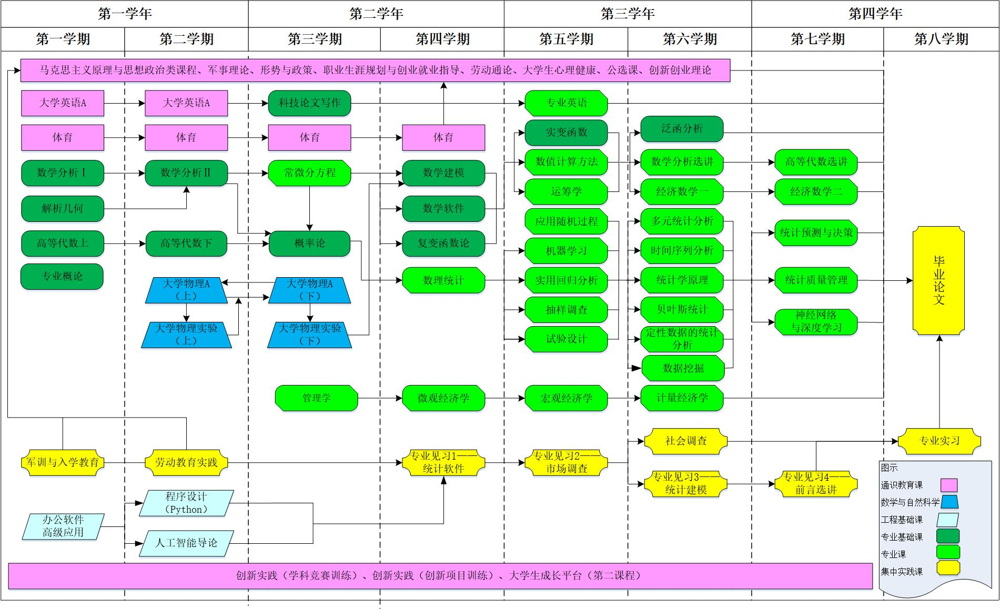 第一学年
第二学年
第三学年
第四学年
第一学期
第二学期
第三学期
第四学期
第五学期
第六学期
第七学期
第八学期
马克思主义原理与思想政治类课程、军事理论、形势与政策、职业生涯规划与创业就业指导、劳动通论、大学生心理健康、公选课、创新创业理论
大学英语A
大学英语A
科技论文写作
专业英语
体育
体育
体育
体育
实变函数
泛函分析
数学分析Ⅰ
数学分析Ⅱ
常微分方程
数学建模
数值计算方法
数学分析选讲
高等代数选讲
解析几何
数学软件
运筹学
经济数学一
经济数学二
高等代数上
高等代数下
概率论
复变函数论
应用随机过程
多元统计分析
统计预测与决策
机器学习
时间序列分析
专业概论
大学物理A
（上）
大学物理A
（下）
数理统计
实用回归分析
统计学原理
统计质量管理
毕业论文
大学物理实验
（上）
大学物理实验
（下）
抽样调查
贝叶斯统计
神经网络
与深度学习
试验设计
定性数据的统计
分析
数据挖掘
管理学
微观经济学
宏观经济学
计量经济学
社会调查
专业实习
军训与入学教育
劳动教育实践
专业见习1——
统计软件
专业见习2——
市场调查
专业见习3——
统计建模
专业见习4——
前言选讲
程序设计
（Python）
办公软件
高级应用
人工智能导论
图示
通识教育课
数学与自然科学
工程基础课
专业基础课
专业课
集中实践课
创新实践（学科竞赛训练）、创新实践（创新项目训练）、大学生成长平台（第二课程）